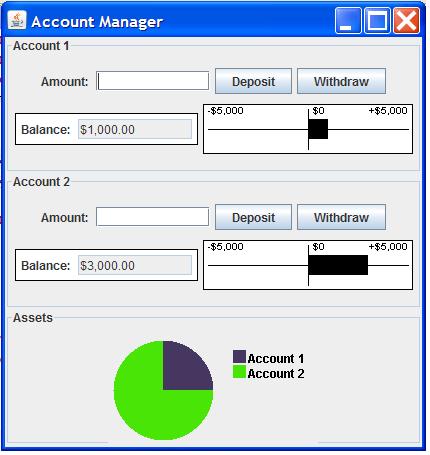 Account Manager
Account 1
Amount: Deposit Withdraw
-$5,000 $0 +$5,000
Balance: $1,000.00
Account 2
Amount: Deposit Withdraw
-$5,000 $0 +$5,000
Balance: $3,000.00
Assets
Account 1
Account 2